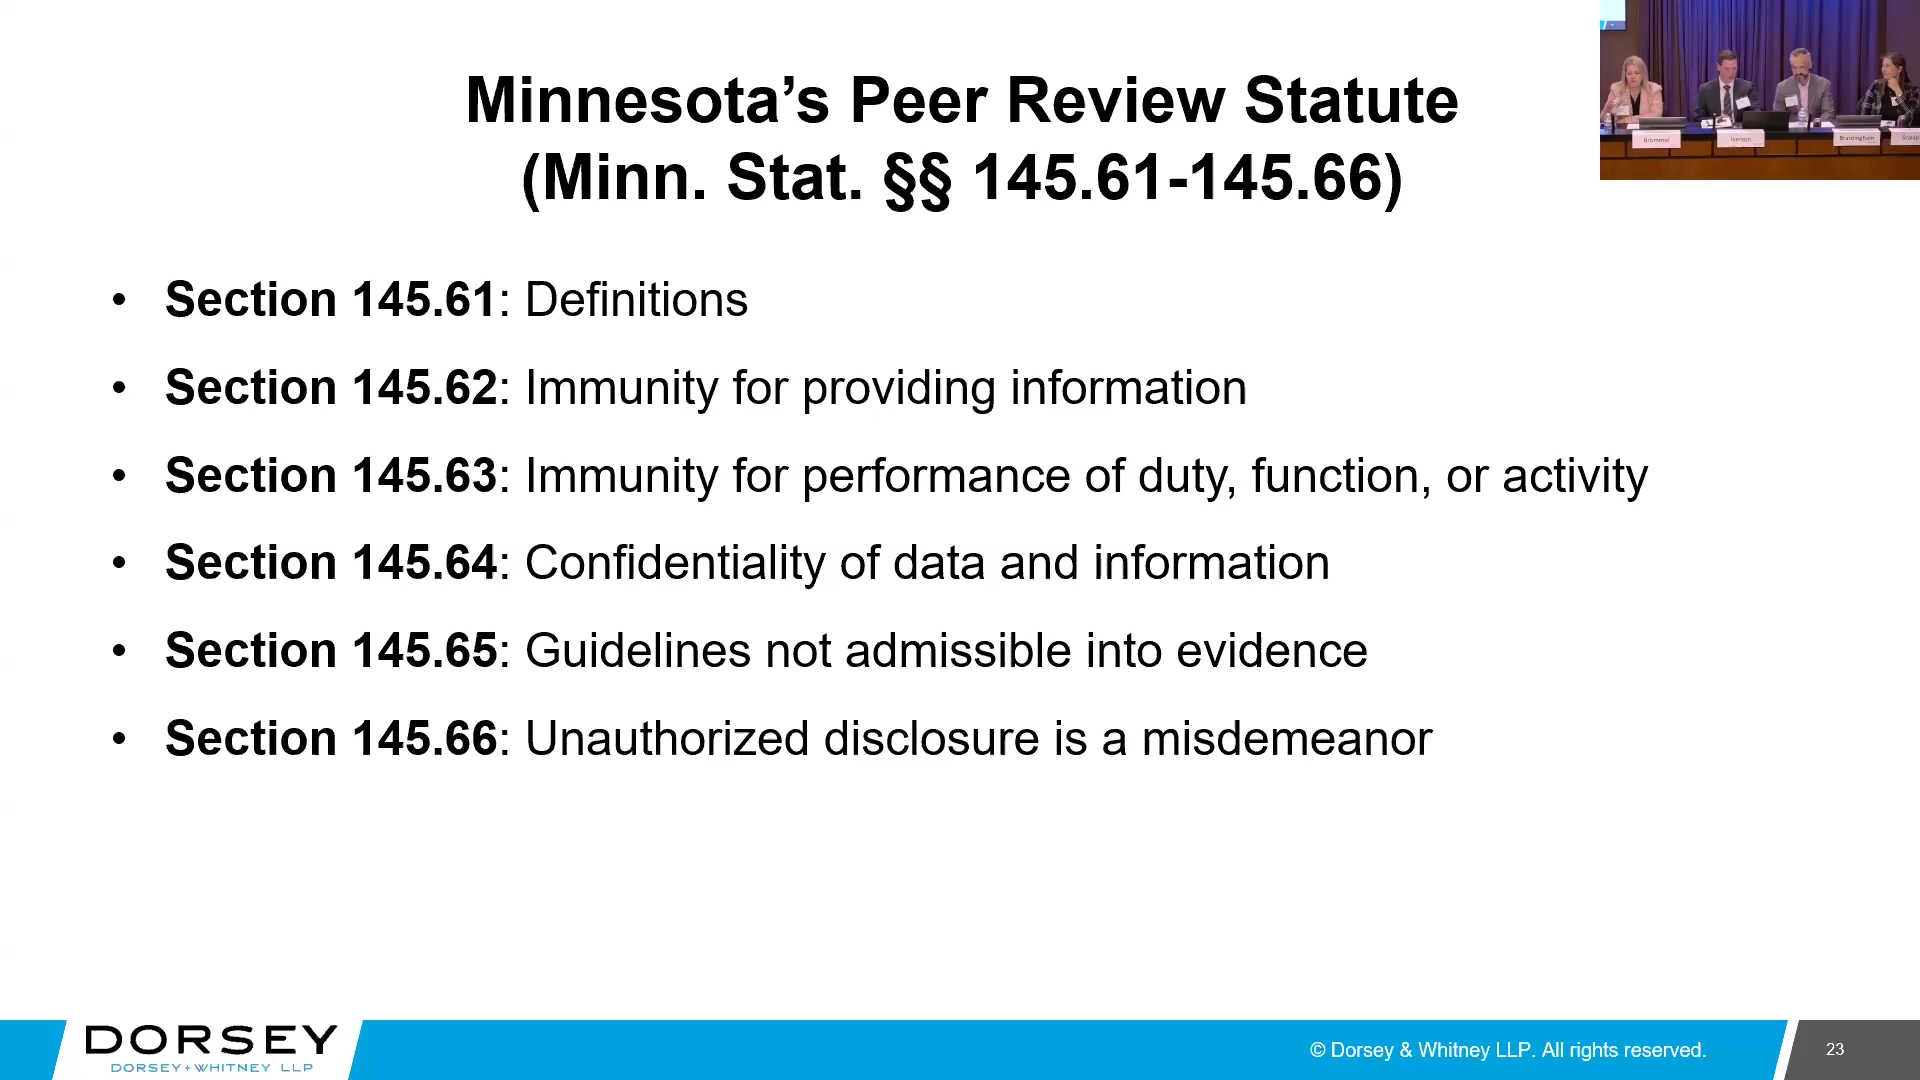 Minnesota’s Peer Review Statute
(Minn. Stat. §§ 145.61-145.66)
• Section 145.61: Definitions
• Section 145.62: Immunity for providing information
• Section 145.63: Immunity for performance of duty, function, or activity
• Section 145.64: Confidentiality of data and information
• Section 145.65: Guidelines not admissible into evidence
• Section 145.66: Unauthorized disclosure is a misdemeanor
Brommel
Iverson
Brantingham
DORSEY
DORSEY + WHITNEY LLP
© Dorsey & Whitney LLP. All rights reserved.
23